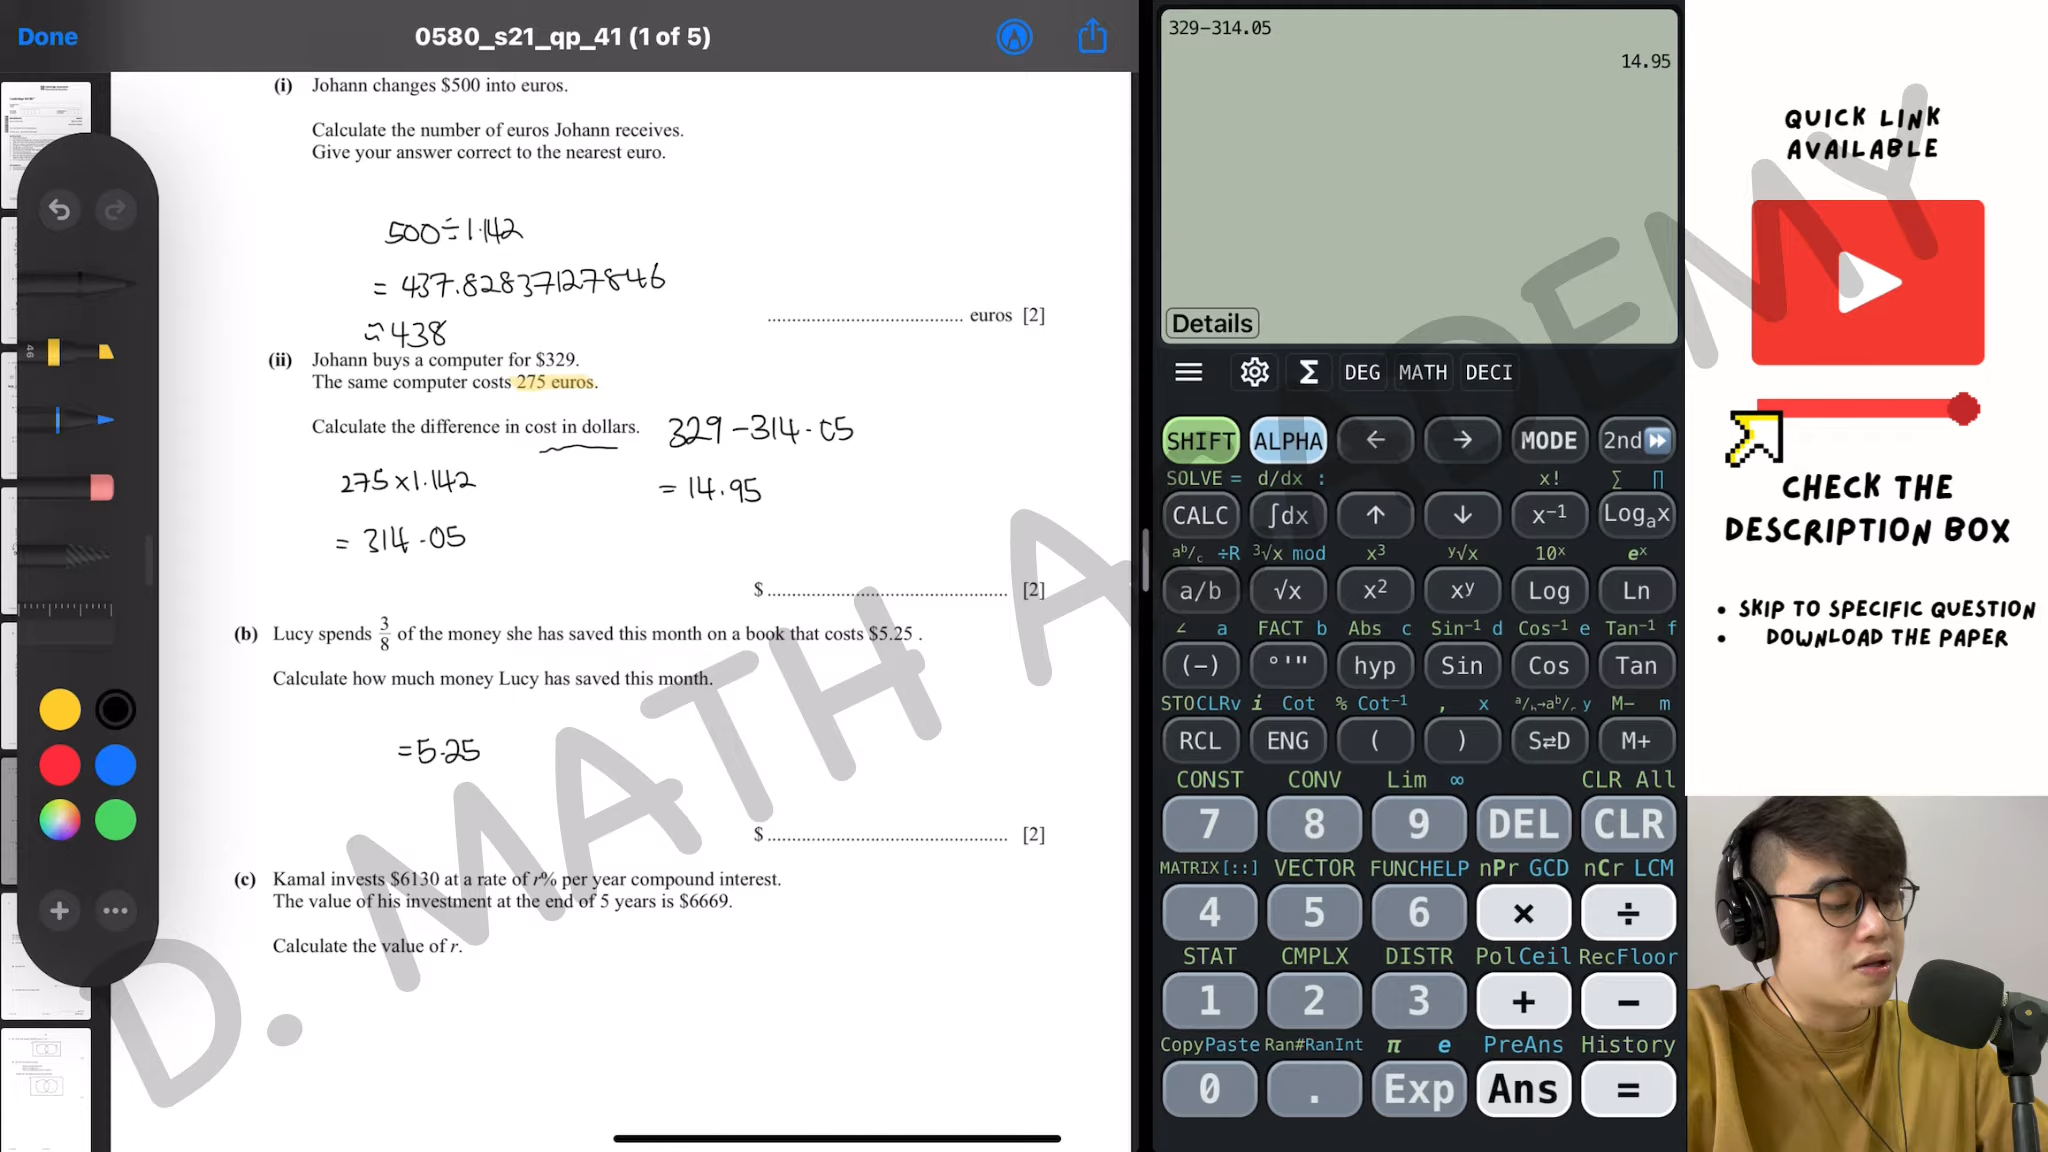 Done
0580_s21_qp_41 (1 of 5)
(i) Johann changes $500 into euros.
Calculate the number of euros Johann receives.
Give your answer correct to the nearest euro.
500÷1.142
= 437.82837127846
≈438
.................................... euros [2]
(ii) Johann buys a computer for $329.
The same computer costs 275 euros.
Calculate the difference in cost in dollars.
275×1.142
= 314.05
329-314.05
= 14.95
$ ............................................ [2]
(b) Lucy spends 3/8 of the money she has saved this month on a book that costs $5.25 .
Calculate how much money Lucy has saved this month.
=5.25
$ ............................................ [2]
(c) Kamal invests $6130 at a rate of r% per year compound interest.
The value of his investment at the end of 5 years is $6669.
Calculate the value of r.
46
329-314.05
14.95
Details
Σ DEG MATH DECI
SHIFT ALPHA ← → MODE 2nd
SOLVE = d/dx : x! ∑ ∏
CALC ∫dx ↑ ↓ x⁻¹ Logₐx
aᵇ/c ÷R ³√x mod x³ ʸ√x 10ˣ eˣ
a/b √x x² xʸ Log Ln
∠ a FACT b Abs c Sin⁻¹ d Cos⁻¹ e Tan⁻¹ f
(−) °'" hyp Sin Cos Tan
STO CLRv i Cot % Cot⁻¹ , x y M− m
RCL ENG ( ) S⇄D M+
CONST CONV Lim ∞ CLR All
7 8 9 DEL CLR
MATRIX[::] VECTOR FUNC HELP nPr GCD nCr LCM
4 5 6 × ÷
STAT CMPLX DISTR Pol Ceil Rec Floor
1 2 3 + −
Copy Paste Ran# RanInt π e PreAns History
0 . Exp Ans =
QUICK LINK
AVAILABLE
CHECK THE
DESCRIPTION BOX
• SKIP TO SPECIFIC QUESTION
• DOWNLOAD THE PAPER
D. MATH ADEMY